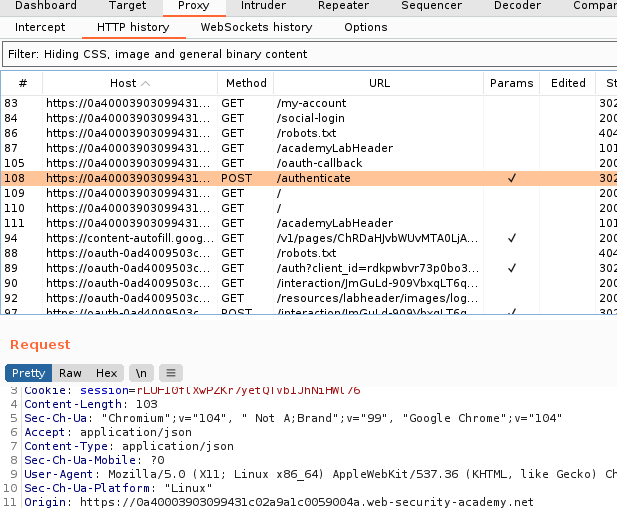 Dashboard Target Proxy Intruder Repeater Sequencer Decoder Compar
Intercept HTTP history WebSockets history Options
Filter: Hiding CSS, image and general binary content
# Host Method URL Params Edited St
83 https://0a40003903099431... GET /my-account 302
84 https://0a40003903099431... GET /social-login 200
86 https://0a40003903099431... GET /robots.txt 404
87 https://0a40003903099431... GET /academyLabHeader 101
105 https://0a40003903099431... GET /oauth-callback 200
108 https://0a40003903099431... POST /authenticate ✓ 302
109 https://0a40003903099431... GET / 200
110 https://0a40003903099431... GET / 200
111 https://0a40003903099431... GET /academyLabHeader 101
94 https://content-autofill.goog... GET /v1/pages/ChRDaHJvbWUvMTA0LjA... ✓ 200
88 https://oauth-0ad4009503c... GET /robots.txt 404
89 https://oauth-0ad4009503c... GET /auth?client_id=rdkpwbvr73p0bo3... ✓ 302
90 https://oauth-0ad4009503c... GET /interaction/JmGuLd-909VbxqLT6q... 200
92 https://oauth-0ad4009503c... GET /resources/labheader/images/log... 200
97 https://oauth-0ad4009503c... POST /interaction/JmGuLd-909VbxqLT6q... ✓ 302
Request
Pretty Raw Hex \n ≡
3 Cookie: session=
4 Content-Length: 103
5 Sec-Ch-Ua: "Chromium";v="104", " Not A;Brand";v="99", "Google Chrome";v="104"
6 Accept: application/json
7 Content-Type: application/json
8 Sec-Ch-Ua-Mobile: ?0
9 User-Agent: Mozilla/5.0 (X11; Linux x86_64) AppleWebKit/537.36 (KHTML, like Gecko) Ch
10 Sec-Ch-Ua-Platform: "Linux"
11 Origin: https://0a40003903099431c02a9a1c0059004a.web-security-academy.net